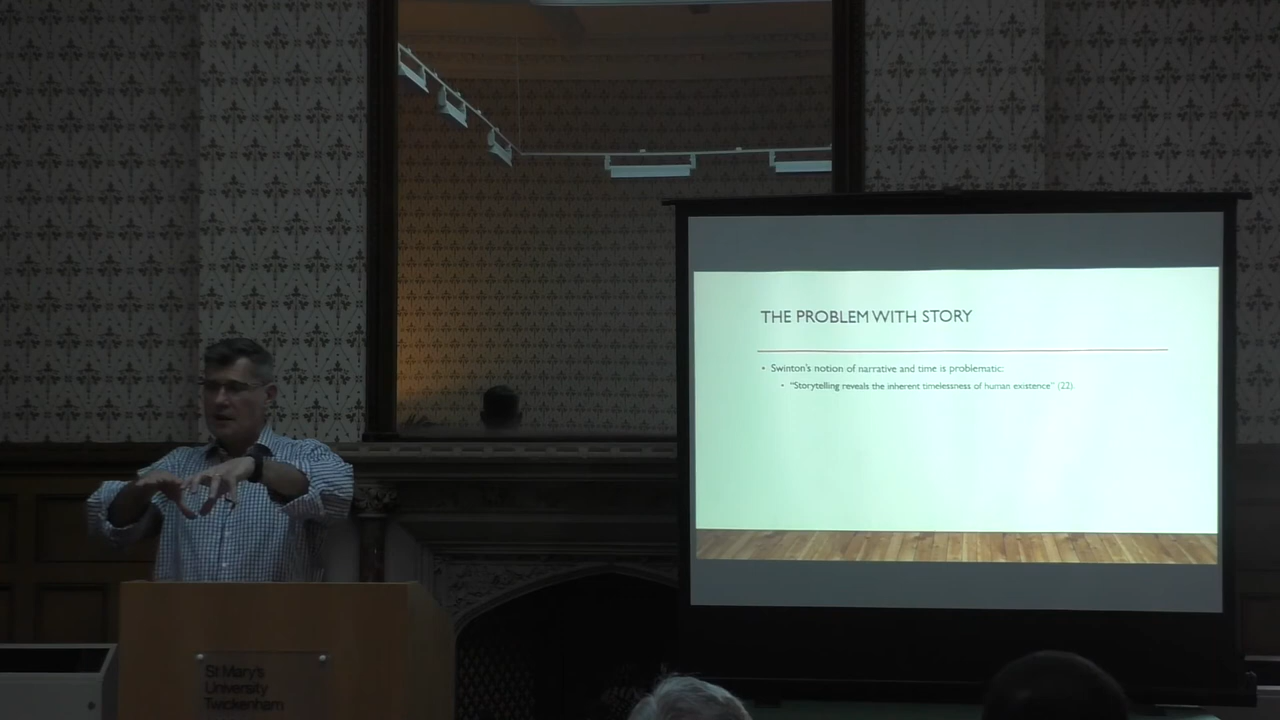 THE PROBLEM WITH STORY
• Swinton's notion of narrative and time is problematic:
• "Storytelling reveals the inherent timelessness of human existence" (22).
St Mary's
University
Twickenham